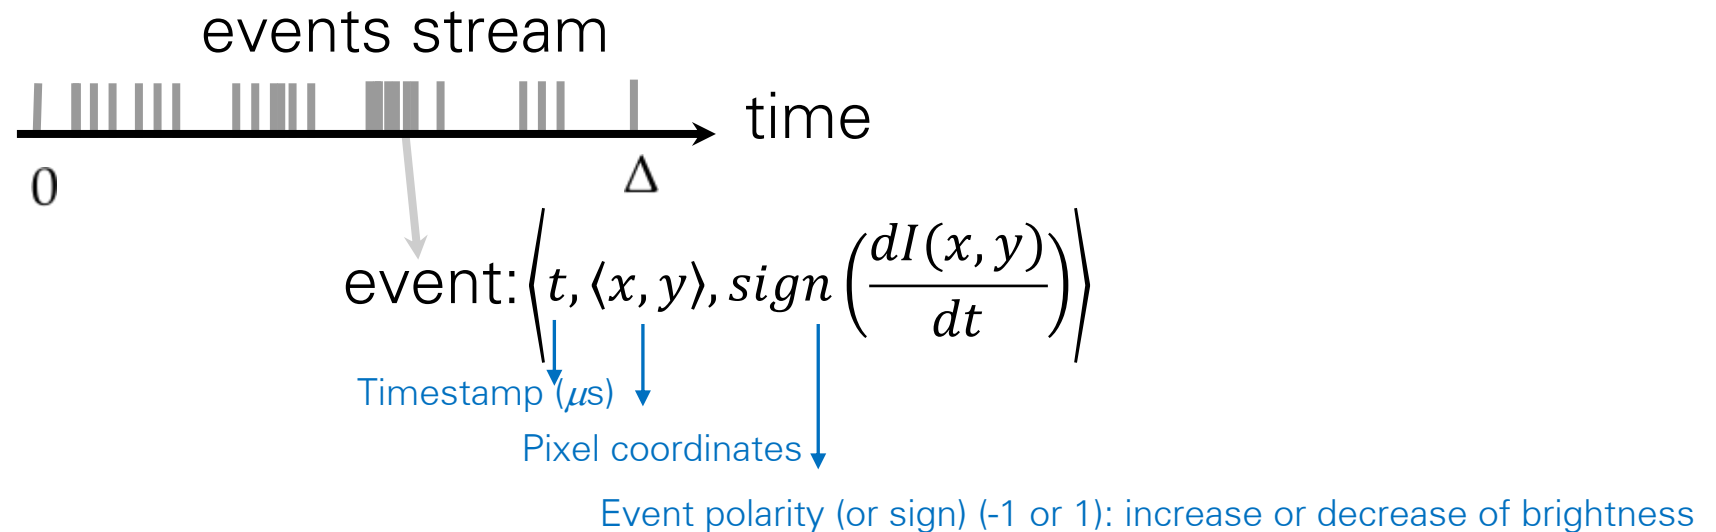 events stream
time
0
Δ
event: ⟨t, ⟨x, y⟩, sign(dI(x, y)/dt)⟩
Timestamp (μs)
Pixel coordinates
Event polarity (or sign) (-1 or 1): increase or decrease of brightness